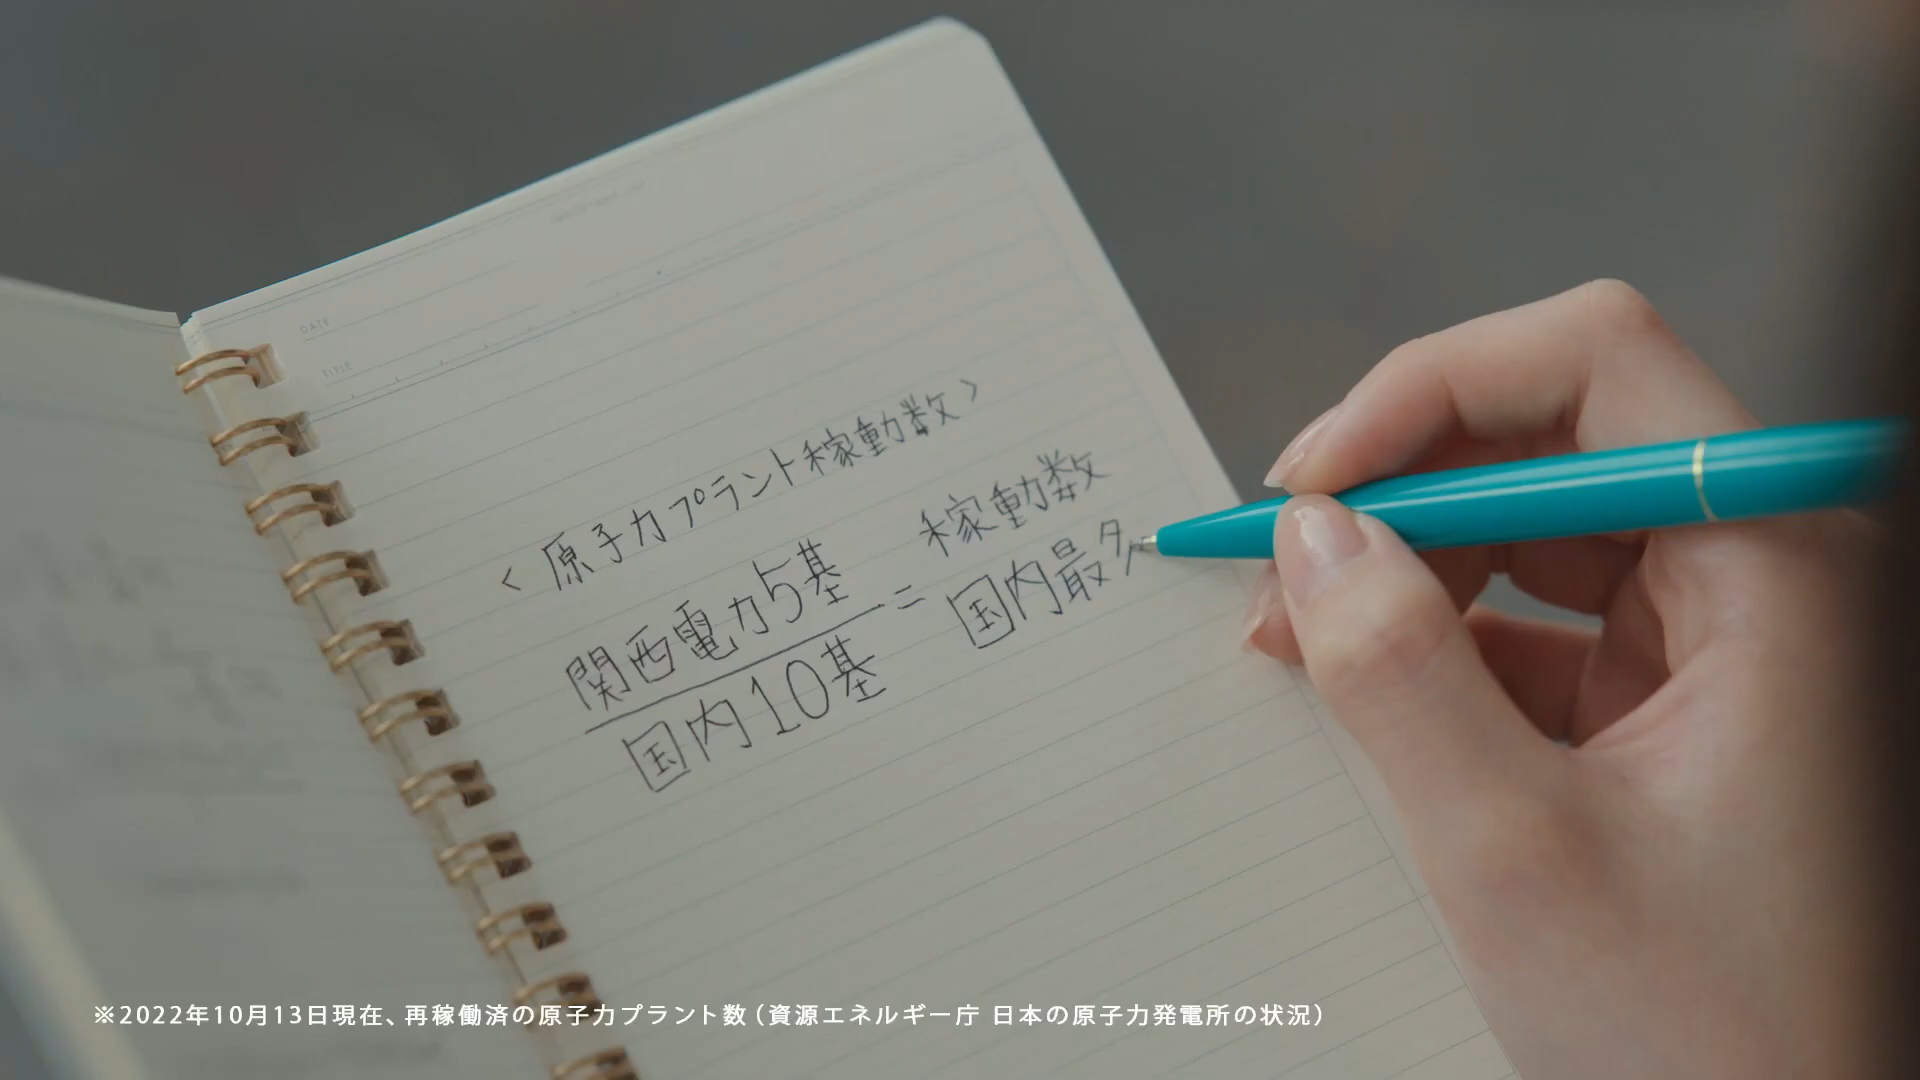 DATE
TITLE
〈原子力プラント稼動数〉
関西電力5基
国内10基
=
稼動数
国内最多
※2022年10月13日現在、再稼働済の原子力プラント数（資源エネルギー庁 日本の原子力発電所の状況）